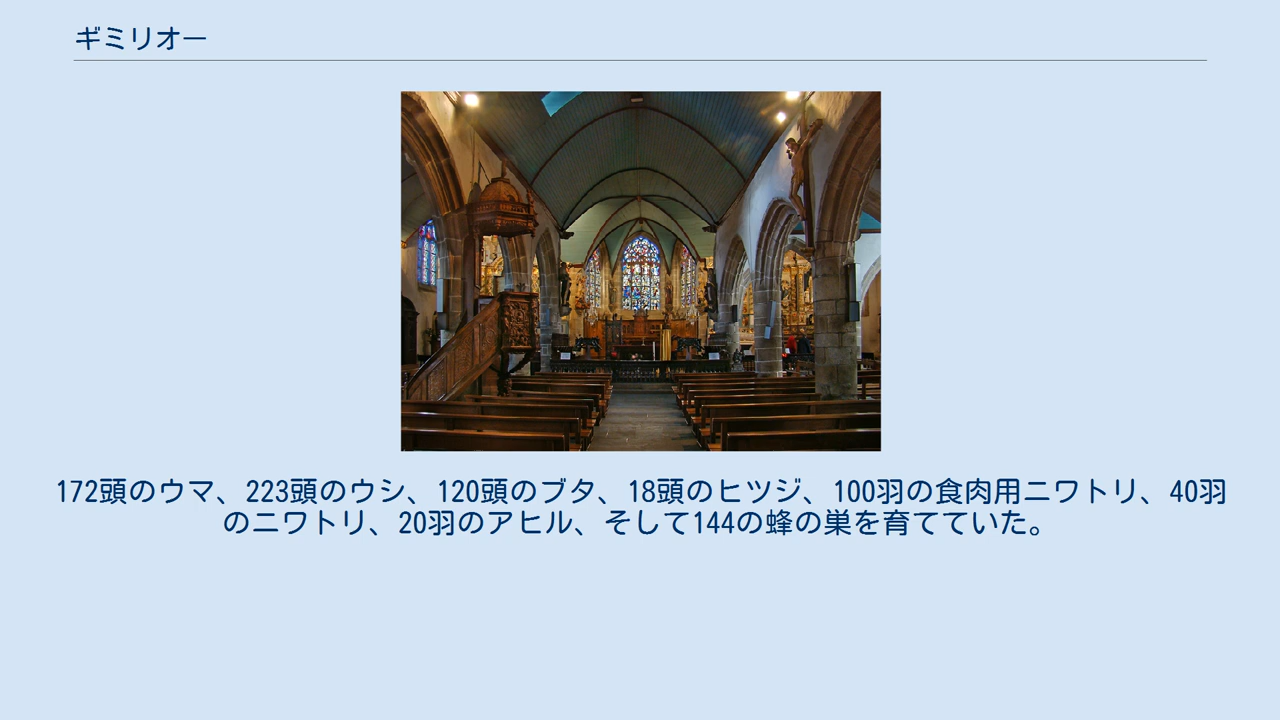 ギミリオー
172頭のウマ、223頭のウシ、120頭のブタ、18頭のヒツジ、100羽の食肉用ニワトリ、40羽
のニワトリ、20羽のアヒル、そして144の蜂の巣を育てていた。